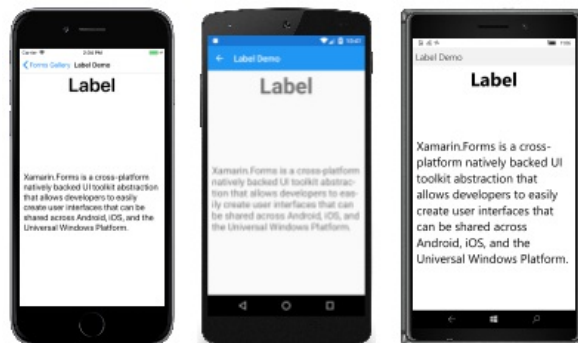 Carrier
2:06 PM
Forms Gallery Label Demo
Label
Xamarin.Forms is a cross-platform
natively backed UI toolkit abstraction
that allows developers to easily
create user interfaces that can be
shared across Android, iOS, and the
Universal Windows Platform.
Label Demo
Label
Xamarin.Forms is a cross-platform
natively backed UI toolkit abstrac-
tion that allows developers to eas-
ily create user interfaces that can
be shared across Android, iOS, and
the Universal Windows Platform.
Label Demo
Label
Xamarin.Forms is a cross-
platform natively backed UI
toolkit abstraction that
allows developers to easily
create user interfaces that
can be shared across
Android, iOS, and the
Universal Windows Platform.